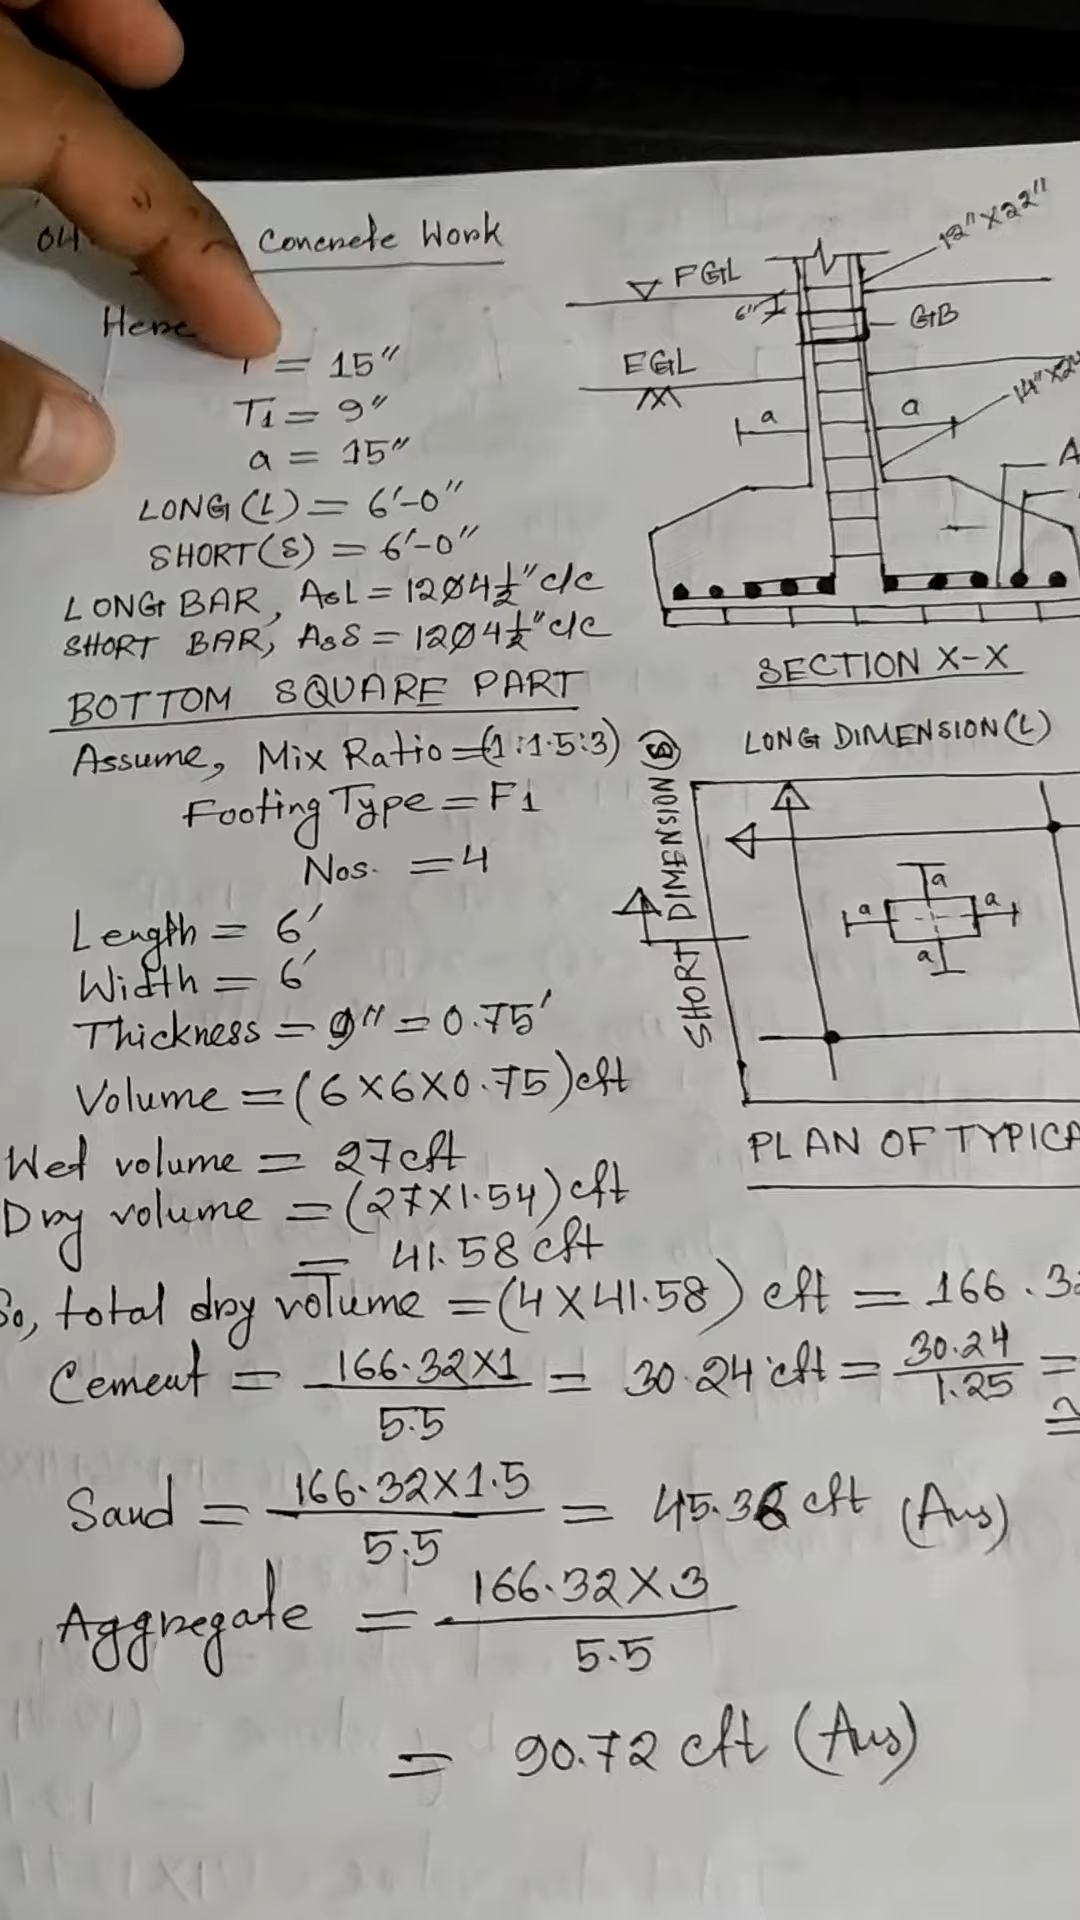 04 Concrete Work
Here
T = 15"
T1 = 9"
a = 15"
LONG (L) = 6'-0"
SHORT (S) = 6'-0"
LONG BAR, AsL = 12Ø4½" c/c
SHORT BAR, AsS = 12Ø4½" c/c
BOTTOM SQUARE PART
Assume, Mix Ratio = (1:1.5:3)
Footing Type = F1
Nos. = 4
Length = 6'
Width = 6'
Thickness = 9" = 0.75'
Volume = (6×6×0.75) cft
Wet volume = 27 cft
Dry volume = (27×1.54) cft
= 41.58 cft
So, total dry volume = (4×41.58) cft = 166.32
Cement = 166.32×1 / 5.5 = 30.24 cft = 30.24 / 1.25 =
≅
Sand = 166.32×1.5 / 5.5 = 45.36 cft (Ans)
Aggregate = 166.32×3 / 5.5
= 90.72 cft (Ans)
12"×22"
FGL
6"
GB
EGL
a
a
14"×24
A
SECTION X-X
LONG DIMENSION (L)
SHORT DIMENSION (S)
a
a
a
a
PLAN OF TYPICA